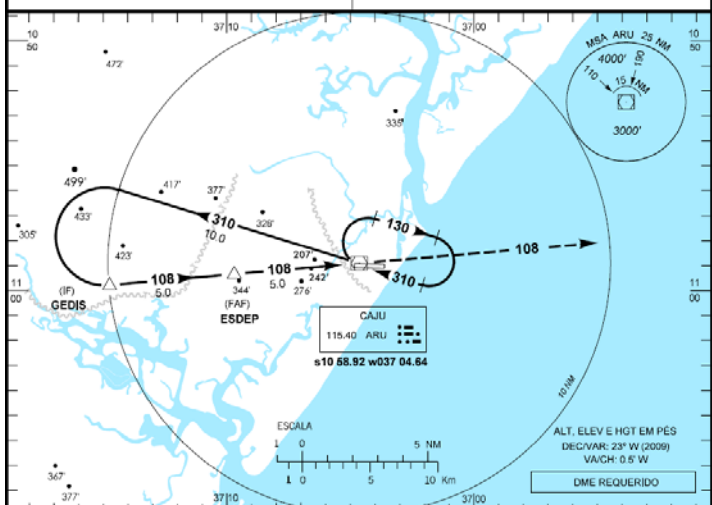 37 10
37 00
10
50
10
50
MSA ARU 25 NM
4000'
110
190
15 NM
3000'
472'
335'
499'
433'
417'
377'
328'
305'
423'
310
10.0
130
207'
242'
276'
310
108
108
5.0
108
5.0
344'
(IF)
GEDIS
(FAF)
ESDEP
11
00
11
00
CAJU
115.40 ARU
s10 58.92 w037 04.64
10 NM
ESCALA
1 0 5 NM
1 0 5 10 Km
ALT, ELEV E HGT EM PÉS
DEC/VAR: 23° W (2009)
VA/CH: 0.5' W
DME REQUERIDO
367'
377'
37 10
37 00